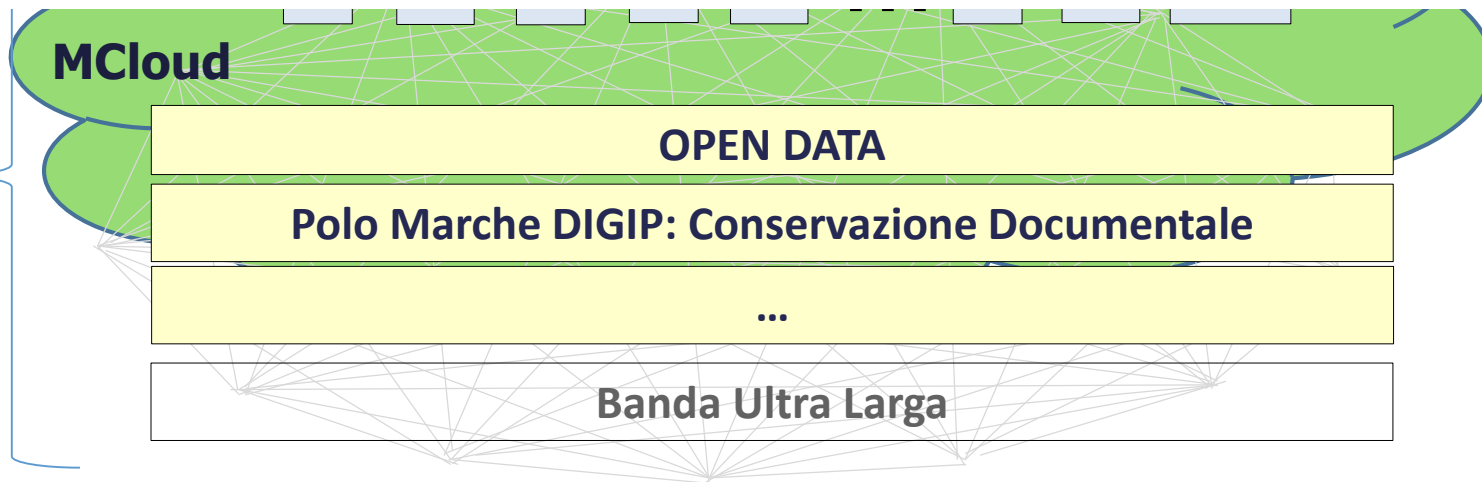 MCloud
OPEN DATA
Polo Marche DIGIP: Conservazione Documentale
…
Banda Ultra Larga